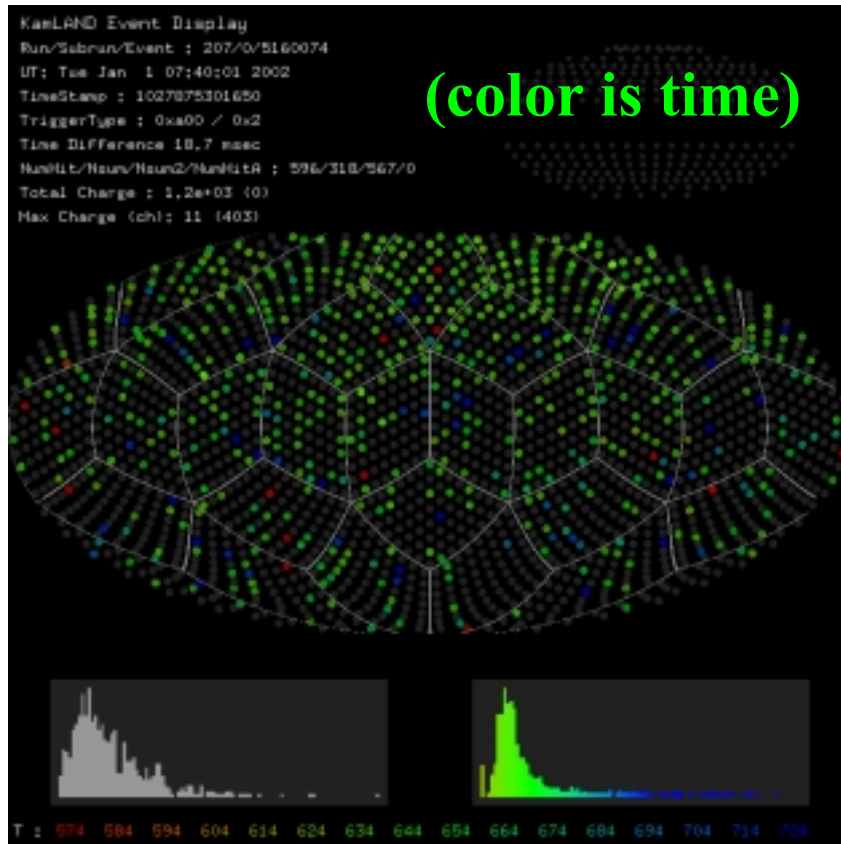 KamLAND Event Display
Run/Subrun/Event : 207/0/5160074
UT: Tue Jan 1 07:40:01 2002
(color is time)
TimeStamp : 1027875301650
TriggerType : 0xa00 / 0x2
Time Difference 18.7 msec
NumHit/Nsum/Nsum2/NumHitA : 596/318/567/0
Total Charge : 1.2e+03 (0)
Max Charge (ch): 11 (403)
T : 574 584 594 604 614 624 634 644 654 664 674 684 694 704 714 724